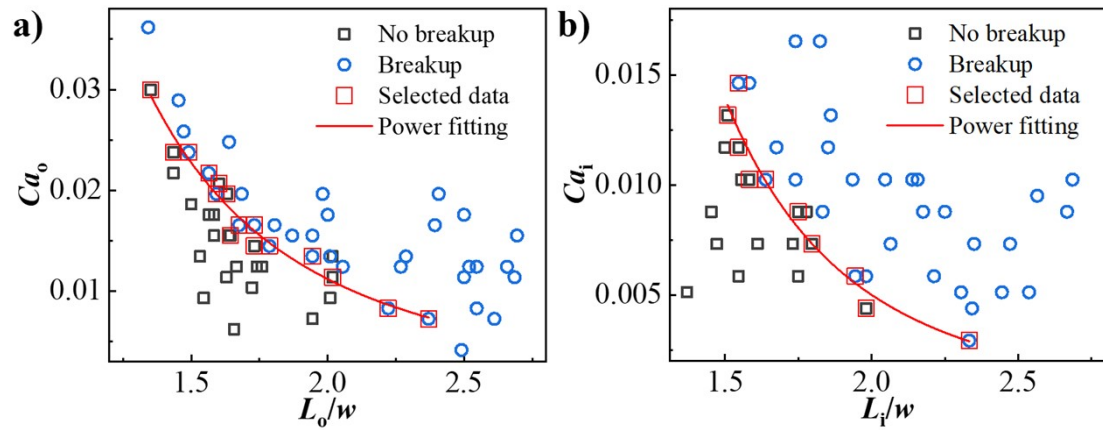 a)
No breakup
Breakup
Selected data
Power fitting
0.03
0.02
0.01
Ca_o
1.5
2.0
2.5
L_o/w
b)
No breakup
Breakup
Selected data
Power fitting
0.015
0.010
0.005
Ca_i
1.5
2
2.5
L_i/w